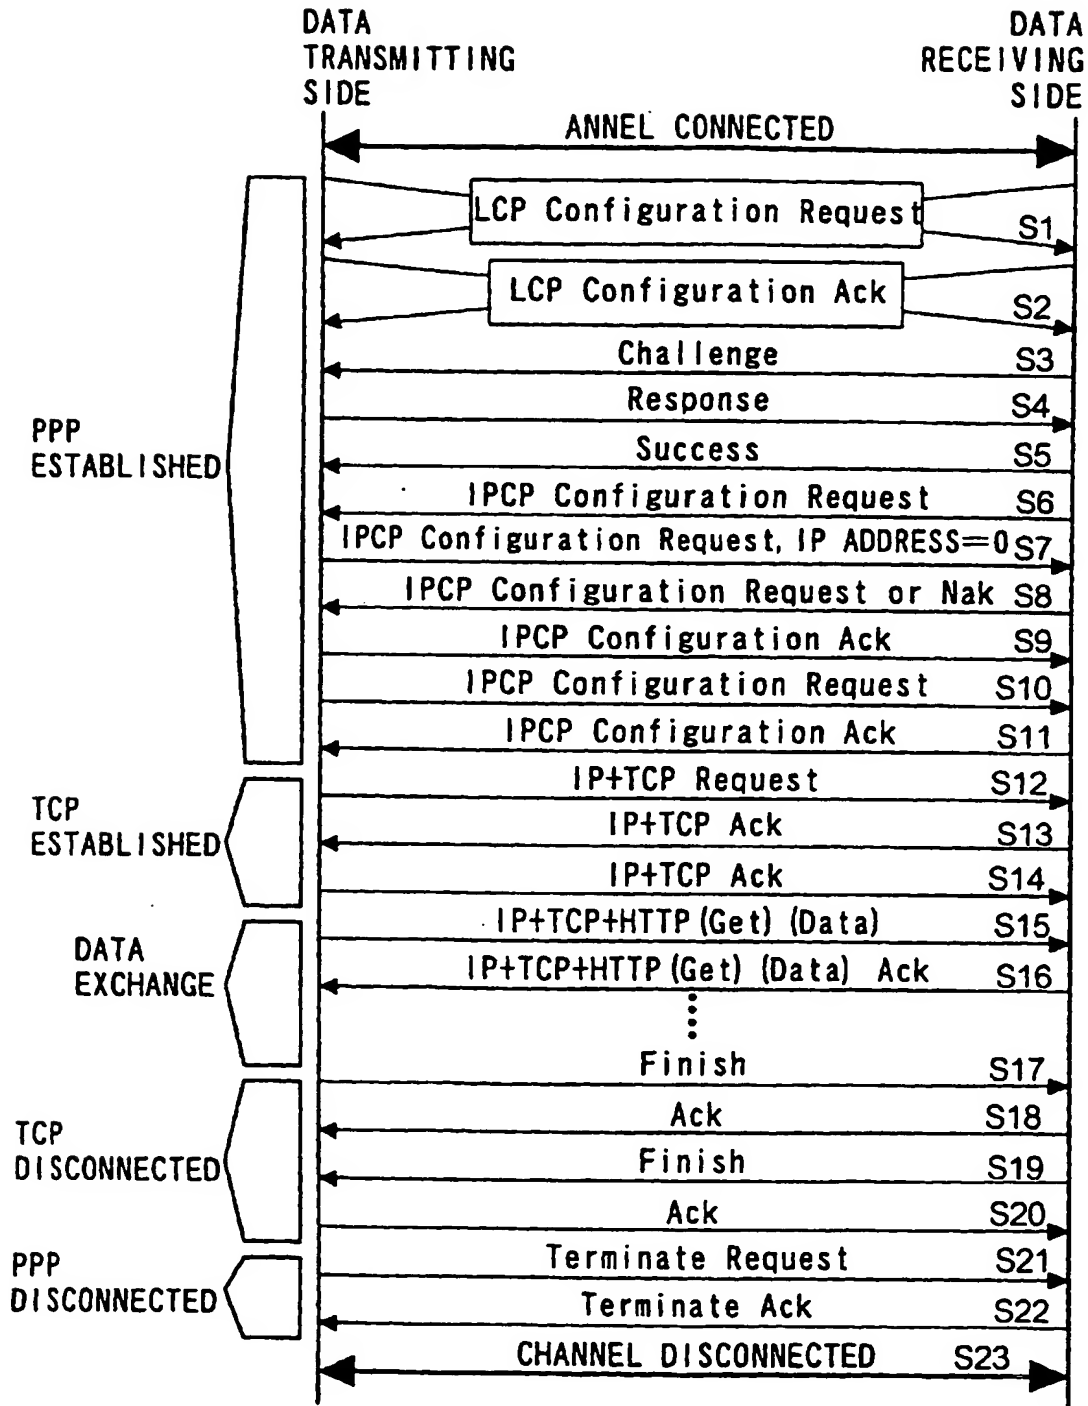 DATA
TRANSMITTING
SIDE
DATA
RECEIVING
SIDE
ANNEL CONNECTED
LCP Configuration Request
S1
LCP Configuration Ack
S2
Challenge
S3
Response
S4
PPP
ESTABLISHED
Success
S5
IPCP Configuration Request
S6
IPCP Configuration Request, IP ADDRESS=0
S7
IPCP Configuration Request or Nak
S8
IPCP Configuration Ack
S9
IPCP Configuration Request
S10
IPCP Configuration Ack
S11
IP+TCP Request
S12
TCP
ESTABLISHED
IP+TCP Ack
S13
IP+TCP Ack
S14
IP+TCP+HTTP(Get)(Data)
S15
DATA
EXCHANGE
IP+TCP+HTTP(Get)(Data) Ack
S16
Finish
S17
Ack
S18
TCP
DISCONNECTED
Finish
S19
Ack
S20
Terminate Request
S21
PPP
DISCONNECTED
Terminate Ack
S22
CHANNEL DISCONNECTED
S23